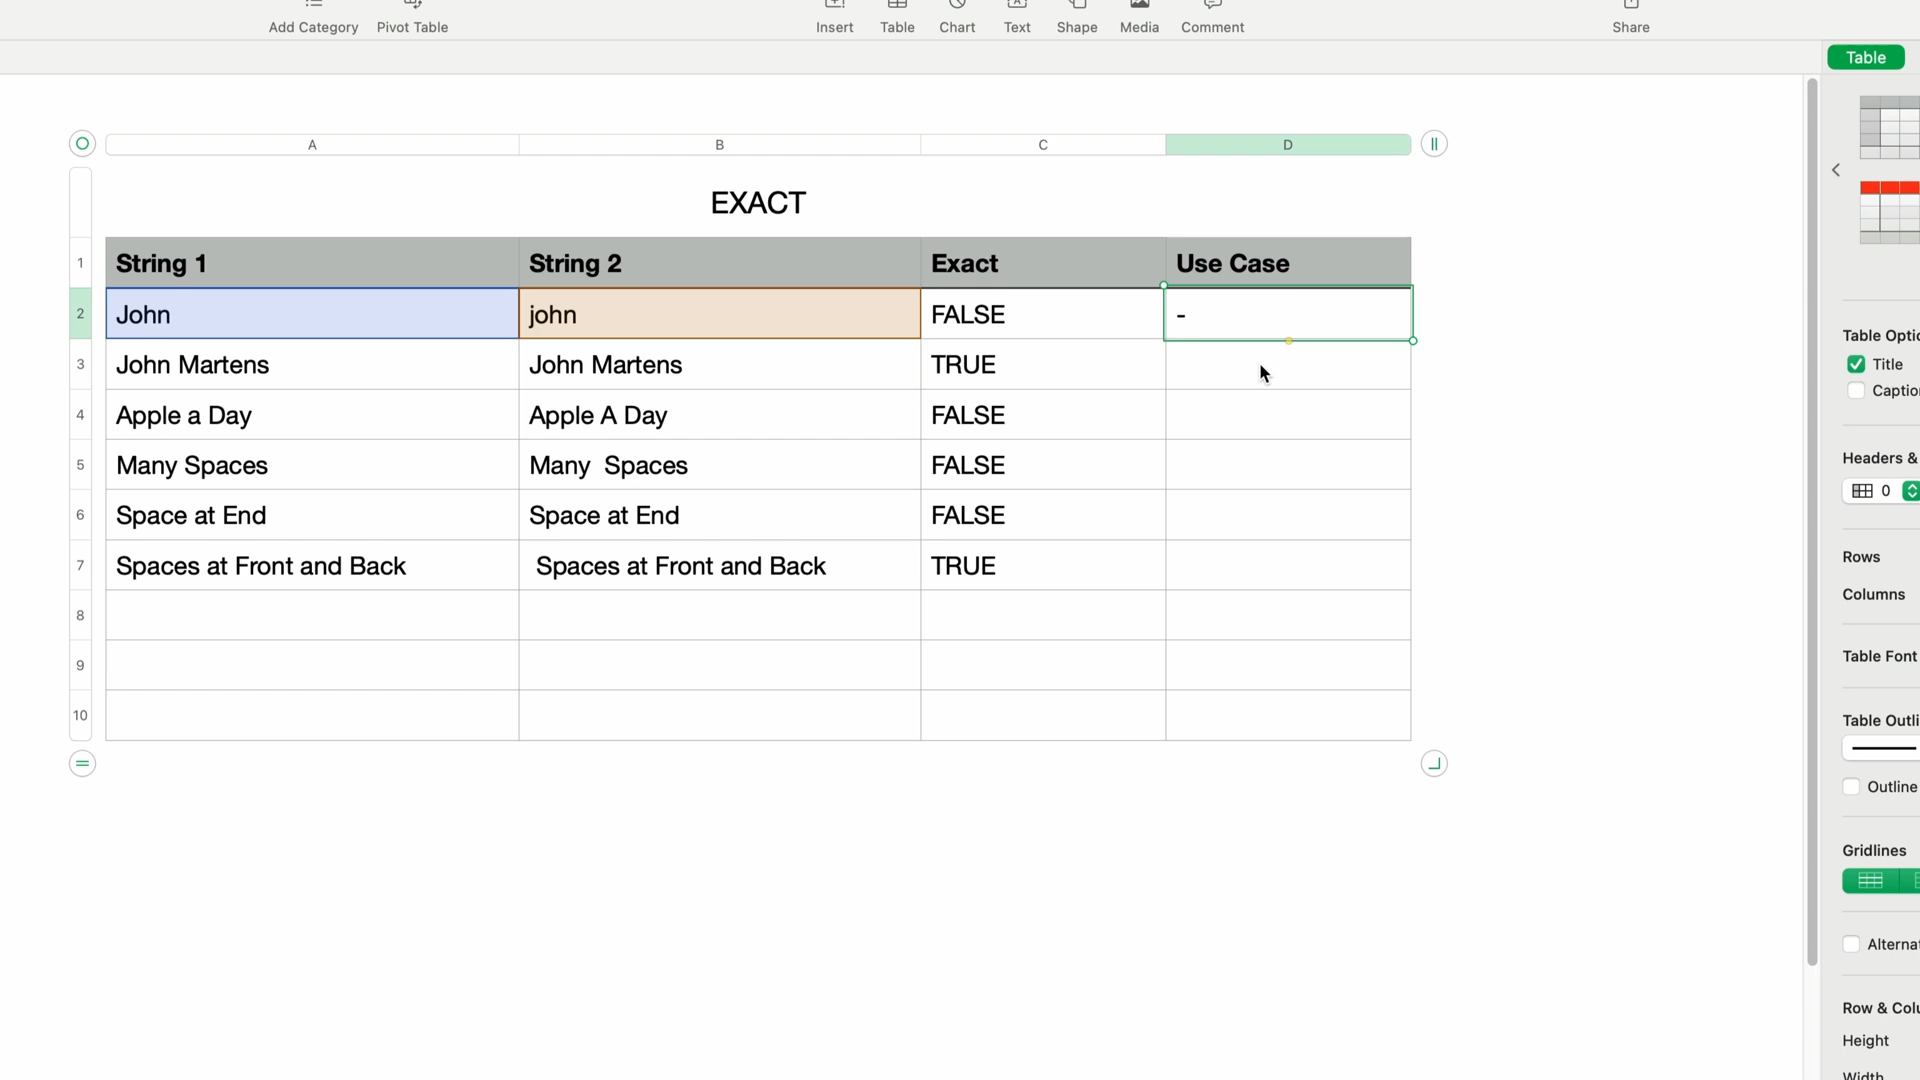 Add Category Pivot Table Insert Table Chart Text Shape Media Comment Share
Table
A B C D
EXACT
1 String 1 String 2 Exact Use Case
2 John john FALSE -
3 John Martens John Martens TRUE
4 Apple a Day Apple A Day FALSE
5 Many Spaces Many  Spaces FALSE
6 Space at End Space at End FALSE
7 Spaces at Front and Back Spaces at Front and Back TRUE
8
9
10
Table Optio
Title
Caption
Headers &
0
Rows
Columns
Table Font
Table Outli
Outline
Gridlines
Alternat
Row & Colu
Height
Width